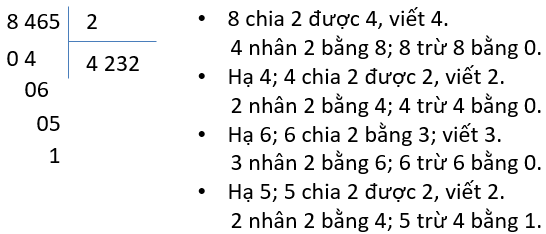 8 465 2
0 4 4 232
06
05
1
• 8 chia 2 được 4, viết 4.
4 nhân 2 bằng 8; 8 trừ 8 bằng 0.
• Hạ 4; 4 chia 2 được 2, viết 2.
2 nhân 2 bằng 4; 4 trừ 4 bằng 0.
• Hạ 6; 6 chia 2 bằng 3; viết 3.
3 nhân 2 bằng 6; 6 trừ 6 bằng 0.
• Hạ 5; 5 chia 2 được 2, viết 2.
2 nhân 2 bằng 4; 5 trừ 4 bằng 1.